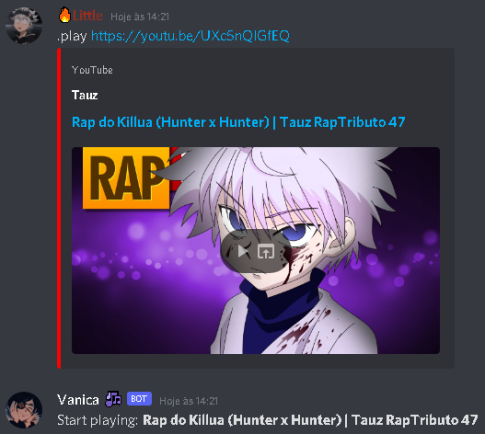 🔥Little Hoje às 14:21
.play https://youtu.be/UXc5nQIGfEQ
YouTube
Tauz
Rap do Killua (Hunter x Hunter) | Tauz RapTributo 47
RAP
Vanica BOT Hoje às 14:21
Start playing: Rap do Killua (Hunter x Hunter) | Tauz RapTributo 47